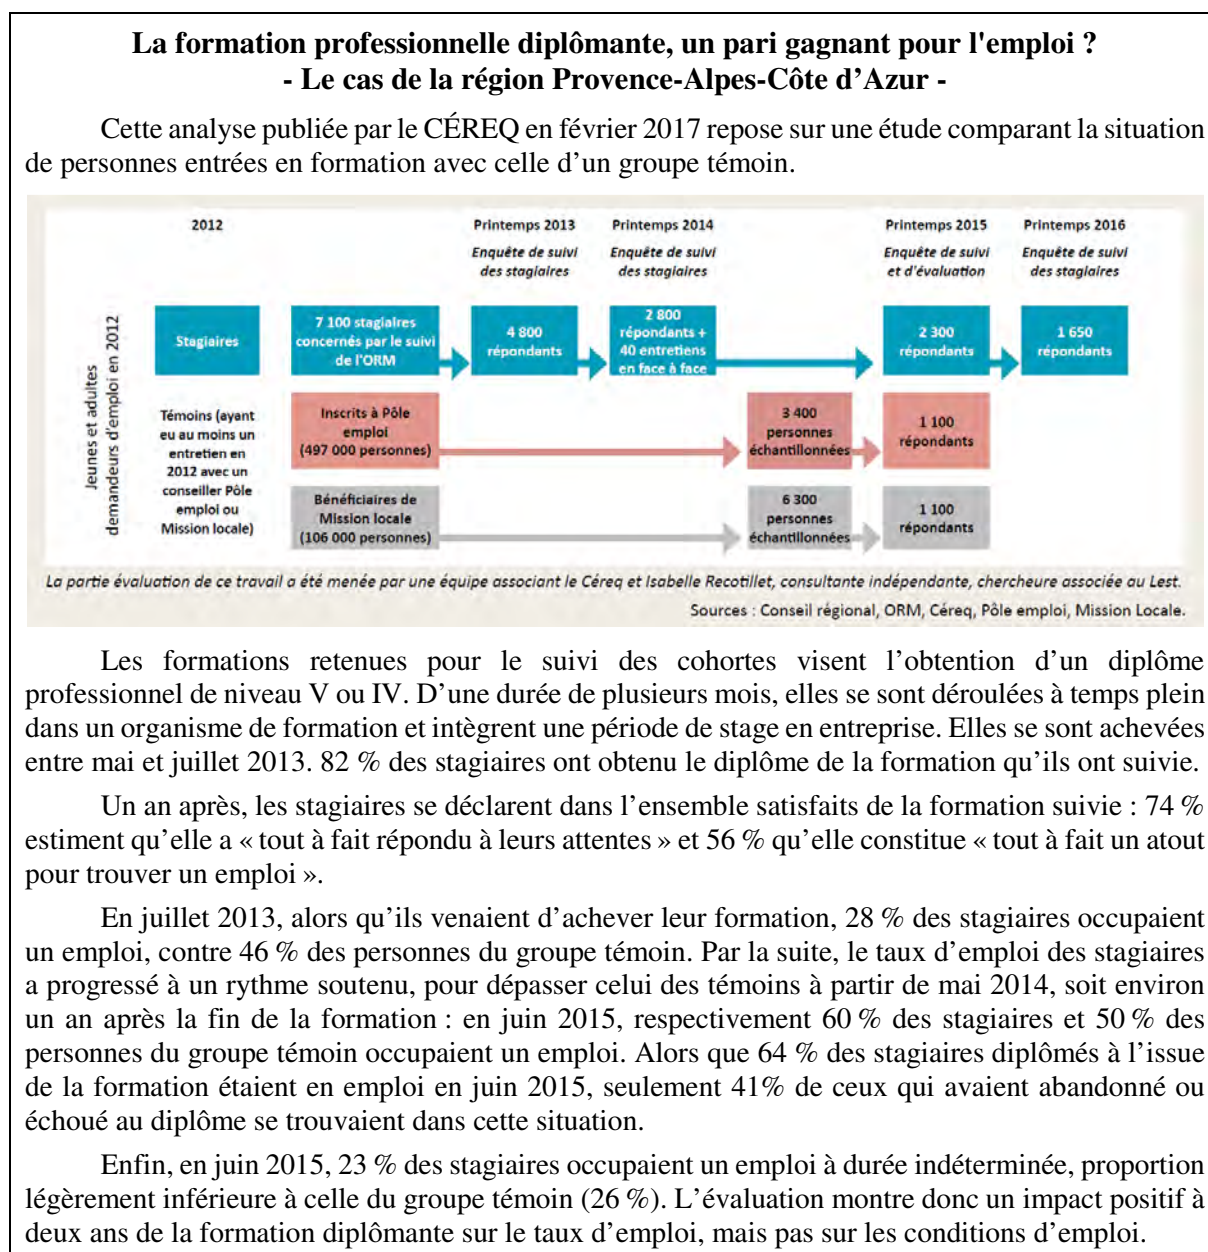 La formation professionnelle diplômante, un pari gagnant pour l'emploi ?
- Le cas de la région Provence-Alpes-Côte d’Azur -
Cette analyse publiée par le CÉREQ en février 2017 repose sur une étude comparant la situation
de personnes entrées en formation avec celle d’un groupe témoin.
2012
Printemps 2013
Printemps 2014
Printemps 2015
Printemps 2016
Enquête de suivi
des stagiaires
Enquête de suivi
des stagiaires
Enquête de suivi
et d'évaluation
Enquête de suivi
des stagiaires
Jeunes et adultes
demandeurs d'emploi en 2012
Stagiaires
7 100 stagiaires
concernés par le suivi
de l'ORM
4 800
répondants
2 800
répondants +
40 entretiens
en face à face
2 300
répondants
1 650
répondants
Témoins (ayant
eu au moins un
entretien en
2012 avec un
conseiller Pôle
emploi ou
Mission locale)
Inscrits à Pôle
emploi
(497 000 personnes)
3 400
personnes
échantillonnées
1 100
répondants
Bénéficiaires de
Mission locale
(106 000 personnes)
6 300
personnes
échantillonnées
1 100
répondants
La partie évaluation de ce travail a été menée par une équipe associant le Céreq et Isabelle Recotillet, consultante indépendante, chercheure associée au Lest.
Sources : Conseil régional, ORM, Céreq, Pôle emploi, Mission Locale.
Les formations retenues pour le suivi des cohortes visent l’obtention d’un diplôme
professionnel de niveau V ou IV. D’une durée de plusieurs mois, elles se sont déroulées à temps plein
dans un organisme de formation et intègrent une période de stage en entreprise. Elles se sont achevées
entre mai et juillet 2013. 82 % des stagiaires ont obtenu le diplôme de la formation qu’ils ont suivie.
Un an après, les stagiaires se déclarent dans l’ensemble satisfaits de la formation suivie : 74 %
estiment qu’elle a « tout à fait répondu à leurs attentes » et 56 % qu’elle constitue « tout à fait un atout
pour trouver un emploi ».
En juillet 2013, alors qu’ils venaient d’achever leur formation, 28 % des stagiaires occupaient
un emploi, contre 46 % des personnes du groupe témoin. Par la suite, le taux d’emploi des stagiaires
a progressé à un rythme soutenu, pour dépasser celui des témoins à partir de mai 2014, soit environ
un an après la fin de la formation : en juin 2015, respectivement 60 % des stagiaires et 50 % des
personnes du groupe témoin occupaient un emploi. Alors que 64 % des stagiaires diplômés à l’issue
de la formation étaient en emploi en juin 2015, seulement 41% de ceux qui avaient abandonné ou
échoué au diplôme se trouvaient dans cette situation.
Enfin, en juin 2015, 23 % des stagiaires occupaient un emploi à durée indéterminée, proportion
légèrement inférieure à celle du groupe témoin (26 %). L’évaluation montre donc un impact positif à
deux ans de la formation diplômante sur le taux d’emploi, mais pas sur les conditions d’emploi.